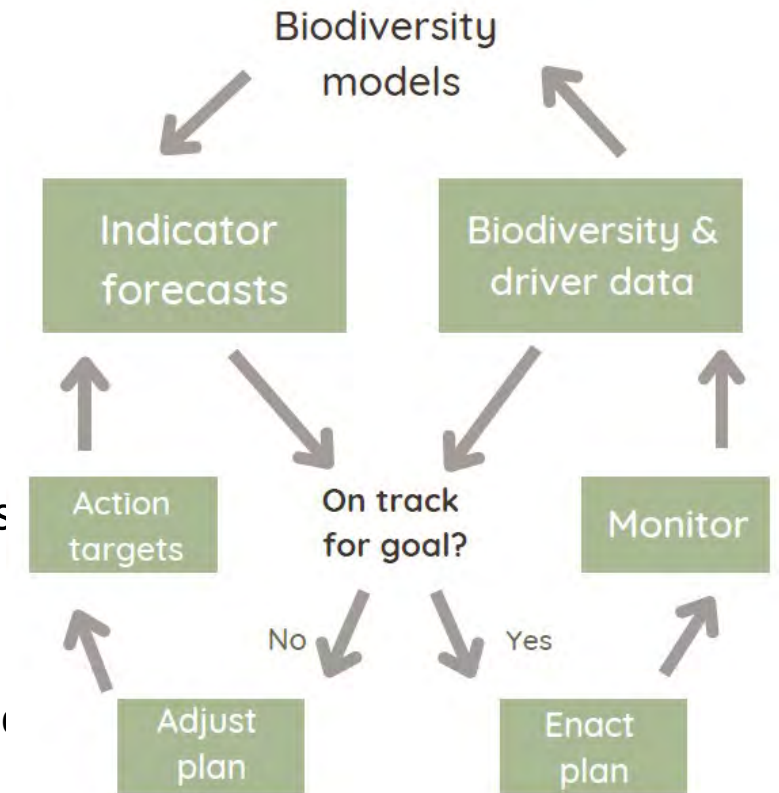 Biodiversity
models
Indicator
forecasts
Biodiversity &
driver data
Action
targets
On track
for goal?
Monitor
No
Yes
Adjust
plan
Enact
plan